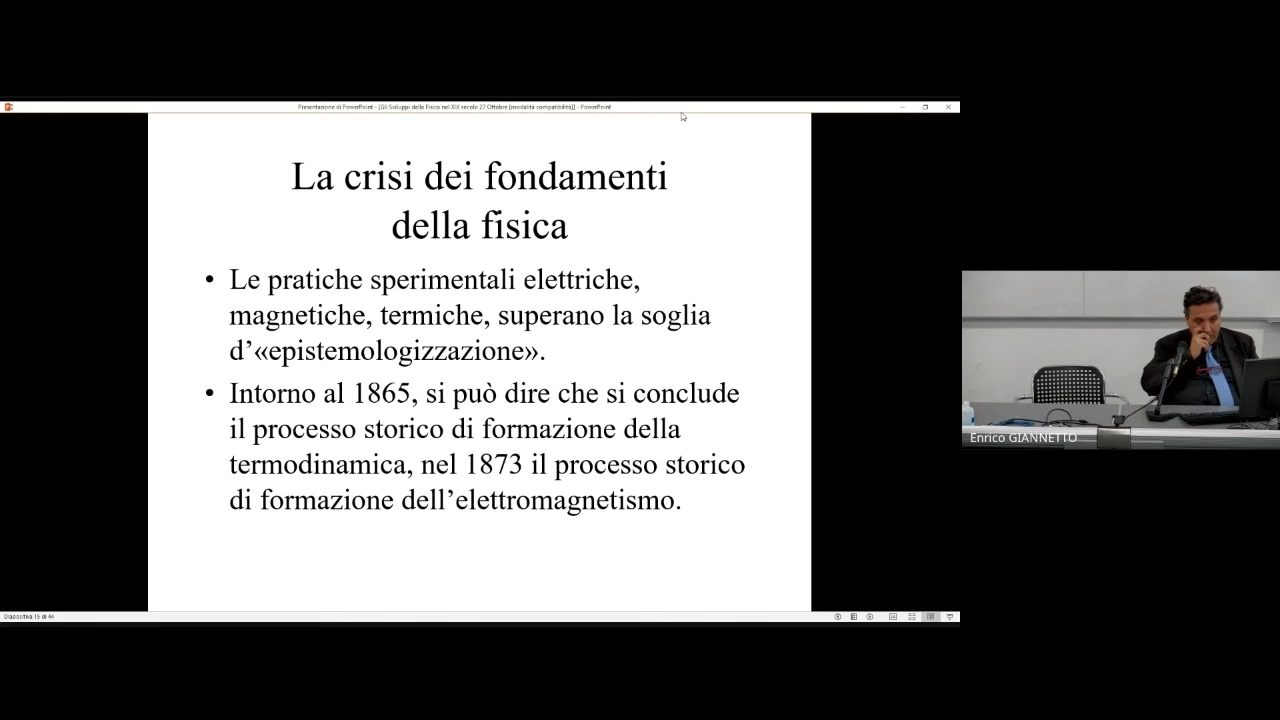 Presentazione di PowerPoint - [Gli Sviluppi della Fisica nel XIX secolo 27 Ottobre [modalità compatibilità]] - PowerPoint
La crisi dei fondamenti
della fisica
• Le pratiche sperimentali elettriche,
magnetiche, termiche, superano la soglia
d’«epistemologizzazione».
• Intorno al 1865, si può dire che si conclude
il processo storico di formazione della
termodinamica, nel 1873 il processo storico
di formazione dell’elettromagnetismo.
Enrico GIANNETTO
Diapositiva 15 di 44